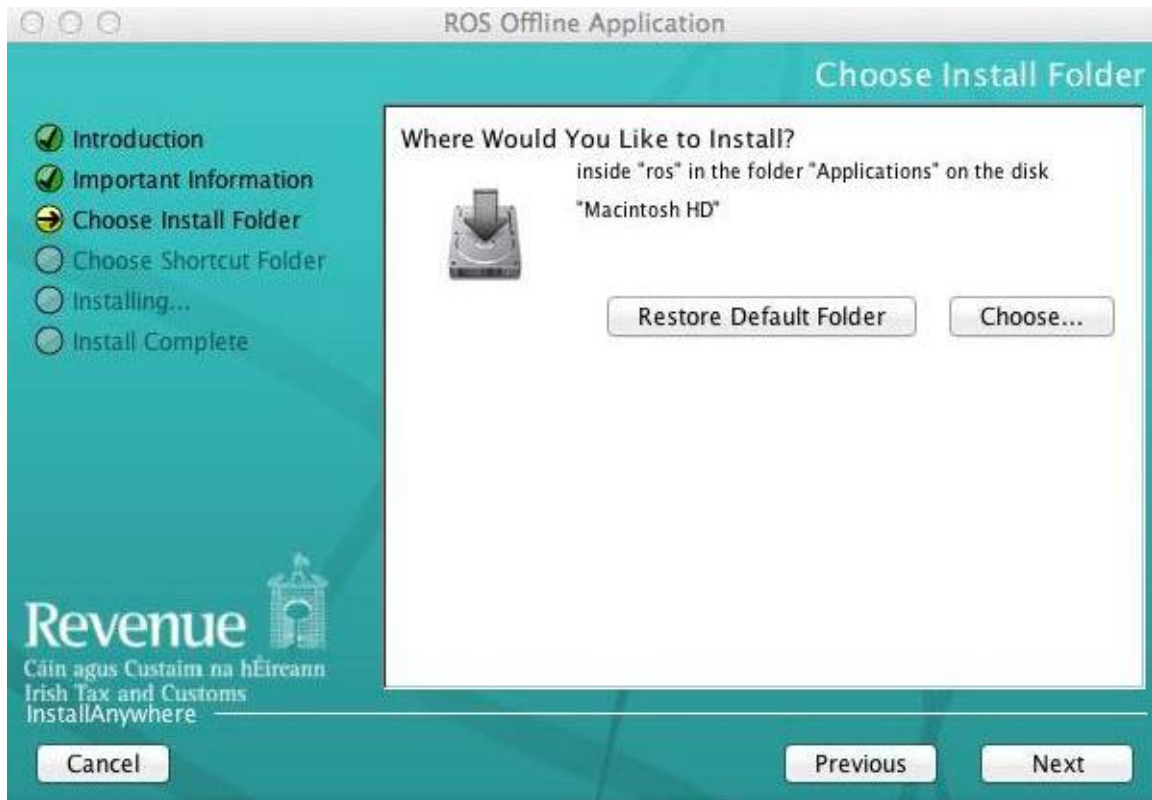 ROS Offline Application
Choose Install Folder
Introduction
Important Information
Choose Install Folder
Choose Shortcut Folder
Installing...
Install Complete
Where Would You Like to Install?
inside "ros" in the folder "Applications" on the disk
"Macintosh HD"
Restore Default Folder
Choose...
Revenue
Cáin agus Custaim na hÉireann
Irish Tax and Customs
InstallAnywhere
Cancel
Previous
Next